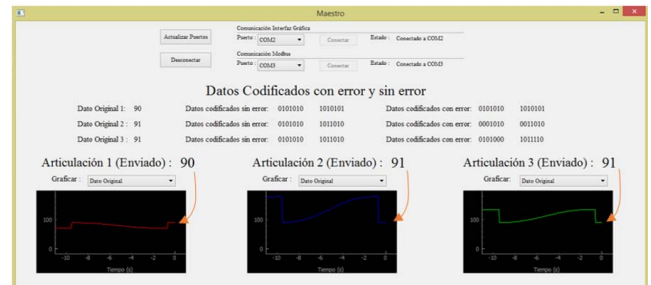 Maestro
Comunicación Interfaz Gráfica
Actualizar Puertos Puerto : COM2 Conectar Estado : Conectado a COM2
Comunicación Modbus
Desconectar Puerto : COM3 Conectar Estado : Conectado a COM3
Datos Codificados con error y sin error
Dato Original 1: 90 Datos codificados sin error: 0101010 1010101 Datos codificados con error: 0101010 1010101
Dato Original 2 : 91 Datos codificados sin error: 0101010 1011010 Datos codificados con error: 0001010 0011010
Dato Original 3 : 91 Datos codificados sin error: 0101010 1011010 Datos codificados con error: 0101000 1011110
Articulación 1 (Enviado) : 90 Articulación 2 (Enviado) : 91 Articulación 3 (Enviado) : 91
Graficar : Dato Original Graficar : Dato Original Graficar: Dato Original
100 100 100
0 0 0
-10 -8 -6 -4 -2 0 -10 -8 -6 -4 -2 0 -10 -8 -6 -4 -2 0
Tiempo (s) Tiempo (s) Tiempo (s)